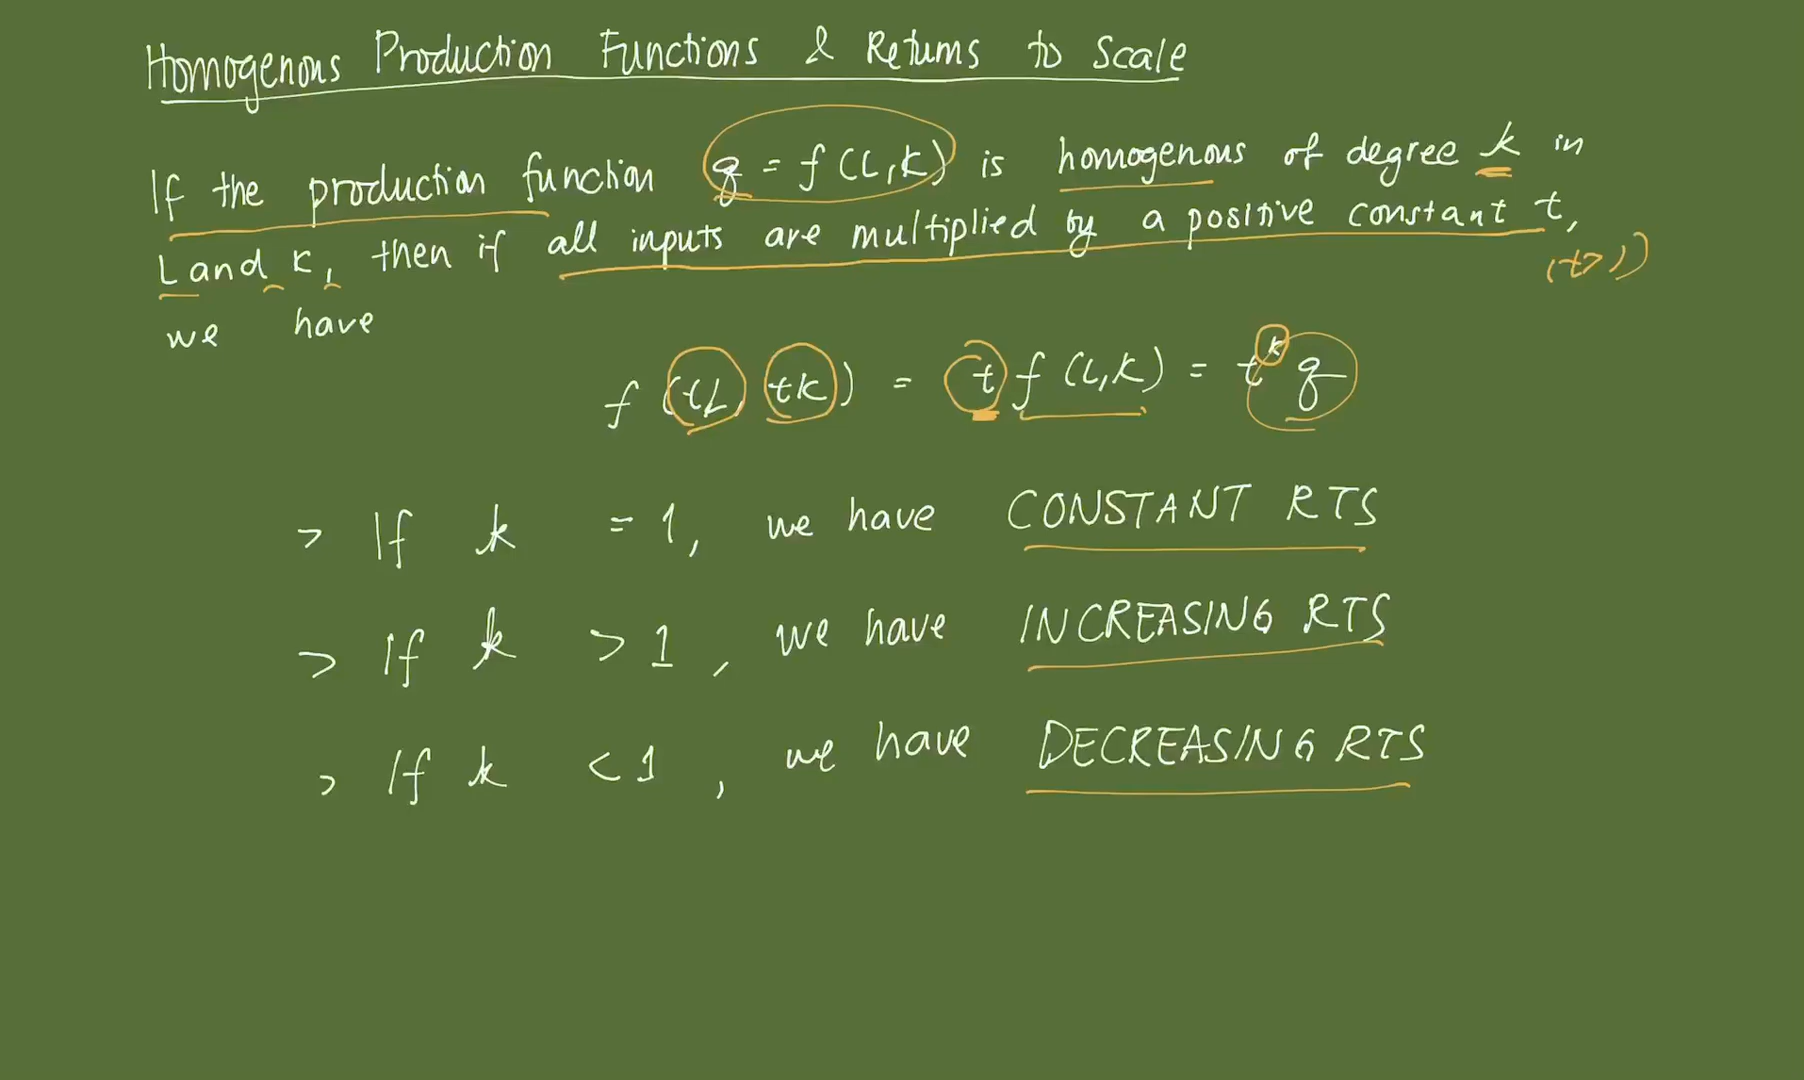 Homogenous Production Functions & Returns to Scale
If the production function q = f(L,K) is homogenous of degree k in
L and K, then if all inputs are multiplied by a positive constant t,
(t>1)
we have
f (tL, tK) = t f (L,K) = t^k q
> If k = 1, we have CONSTANT RTS
> If k > 1, we have INCREASING RTS
> If k < 1, we have DECREASING RTS